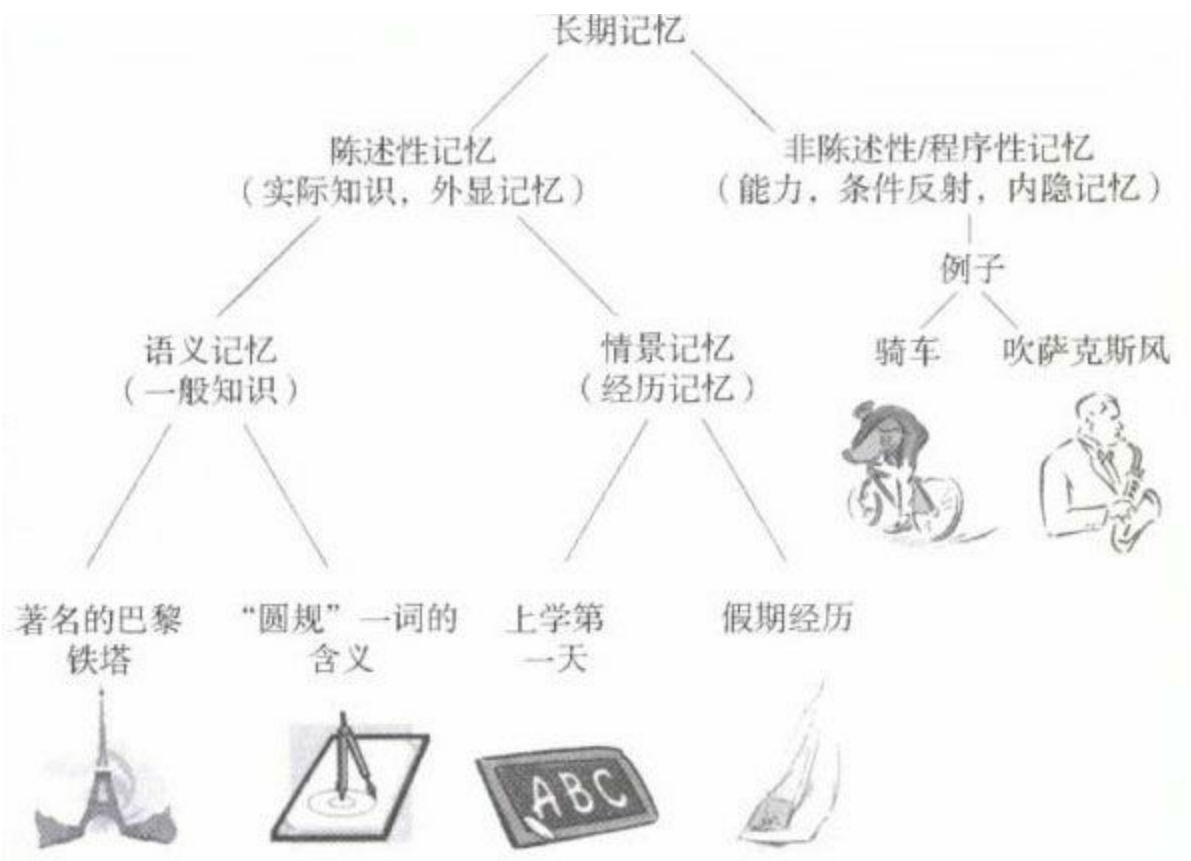 长期记忆
陈述性记忆
（实际知识，外显记忆）
非陈述性/程序性记忆
（能力，条件反射，内隐记忆）
例子
骑车
吹萨克斯风
语义记忆
（一般知识）
情景记忆
（经历记忆）
著名的巴黎
铁塔
“圆规”一词的
含义
上学第
一天
假期经历
ABC